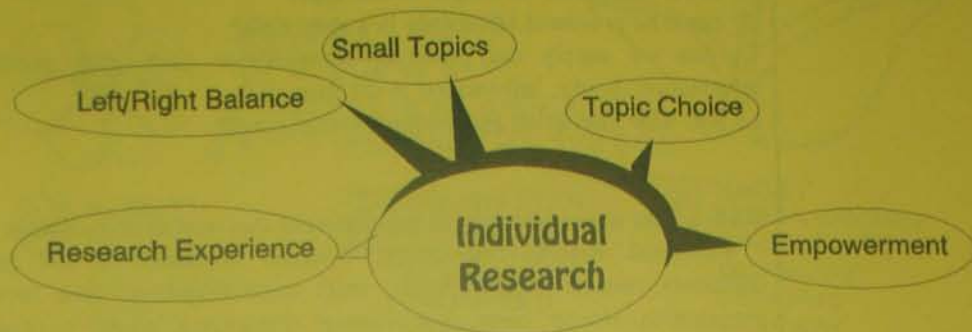 Small Topics
Left/Right Balance
Topic Choice
Research Experience
Individual
Research
Empowerment